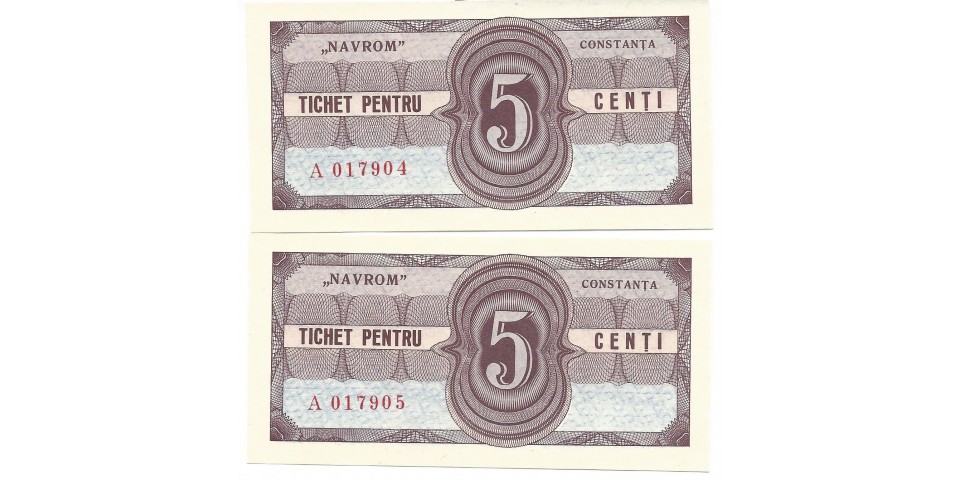 „NAVROM” CONSTANȚA
TICHET PENTRU 5 CENȚI
A 017904
„NAVROM” CONSTANȚA
TICHET PENTRU 5 CENȚI
A 017905